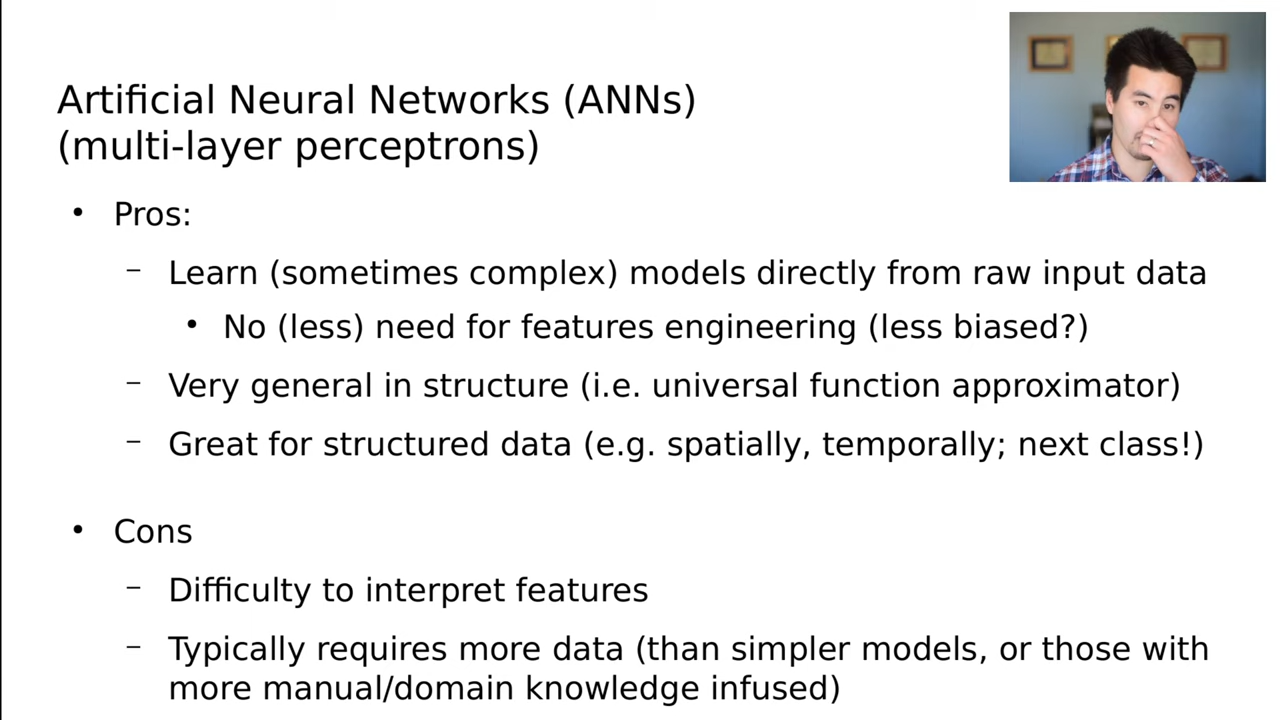 Artificial Neural Networks (ANNs)
(multi-layer perceptrons)
• Pros:
– Learn (sometimes complex) models directly from raw input data
• No (less) need for features engineering (less biased?)
– Very general in structure (i.e. universal function approximator)
– Great for structured data (e.g. spatially, temporally; next class!)
• Cons
– Difficulty to interpret features
– Typically requires more data (than simpler models, or those with
more manual/domain knowledge infused)